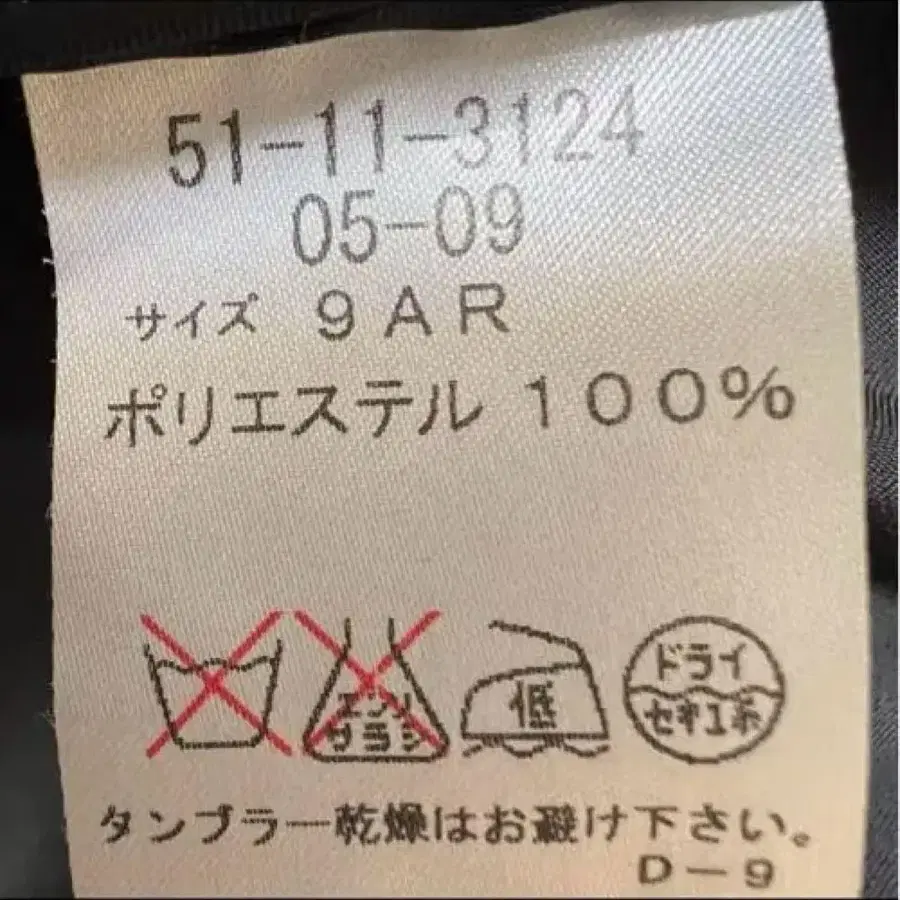 51-11-3124
05-09
サイズ 9AR
ポリエステル 100%
エンソ
サラシ
低
ドライ
セキユ系
タンブラー乾燥はお避け下さい。
D-9